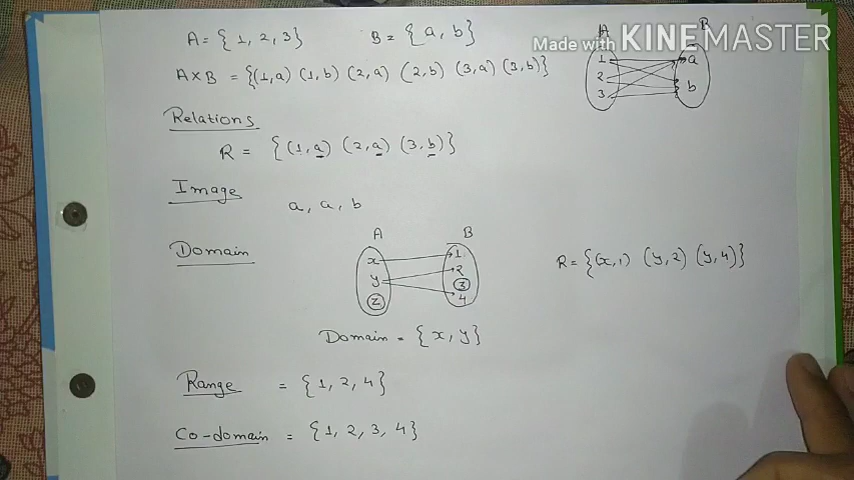 A = { 1, 2, 3 } B = { a, b }
Made with KINEMASTER
A×B = {(1,a) (1,b) (2,a) (2,b) (3,a) (3,b)}
A B
1 a
2 b
3
Relations
R = {(1,a) (2,a) (3,b)}
Image
a, a, b
Domain
A B
x 1
y 2
z 3
4
R = {(x,1) (y,2) (y,4)}
Domain = {x, y}
Range = {1, 2, 4}
Co-domain = {1, 2, 3, 4}